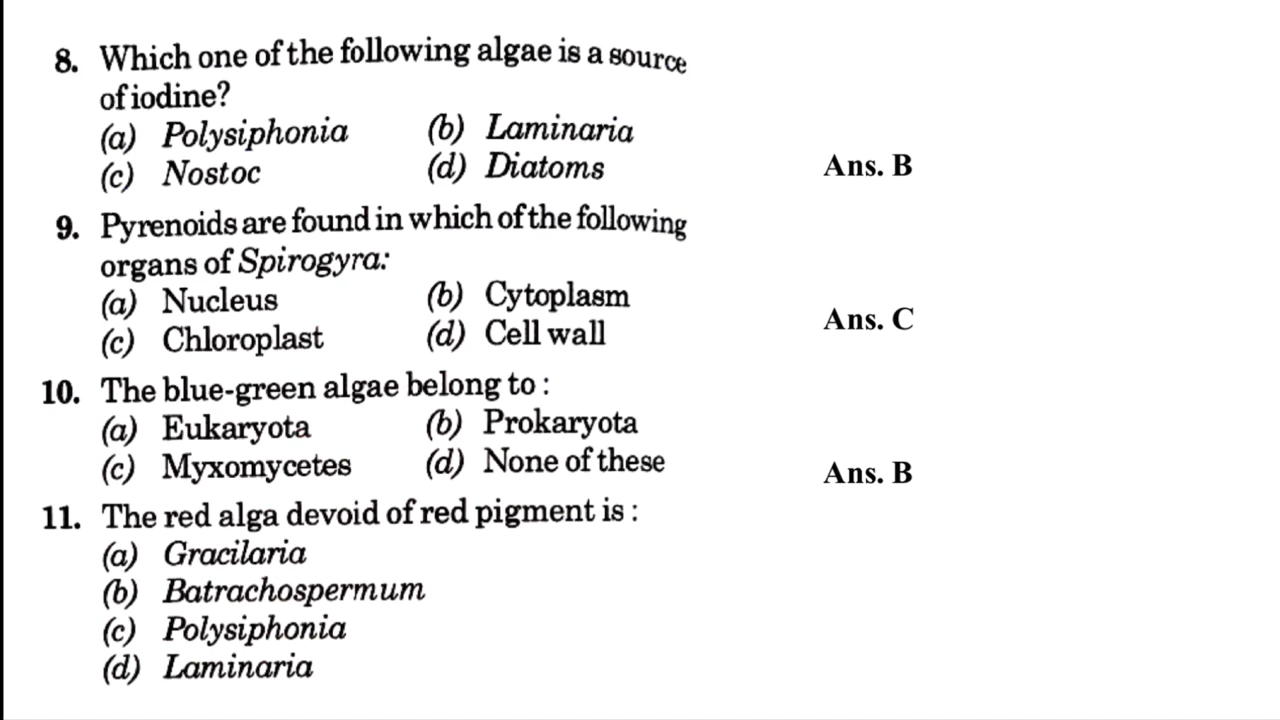 8. Which one of the following algae is a source
of iodine?
(a) Polysiphonia (b) Laminaria
(c) Nostoc (d) Diatoms
Ans. B
9. Pyrenoids are found in which of the following
organs of Spirogyra:
(a) Nucleus (b) Cytoplasm
(c) Chloroplast (d) Cell wall
Ans. C
10. The blue-green algae belong to :
(a) Eukaryota (b) Prokaryota
(c) Myxomycetes (d) None of these
Ans. B
11. The red alga devoid of red pigment is :
(a) Gracilaria
(b) Batrachospermum
(c) Polysiphonia
(d) Laminaria